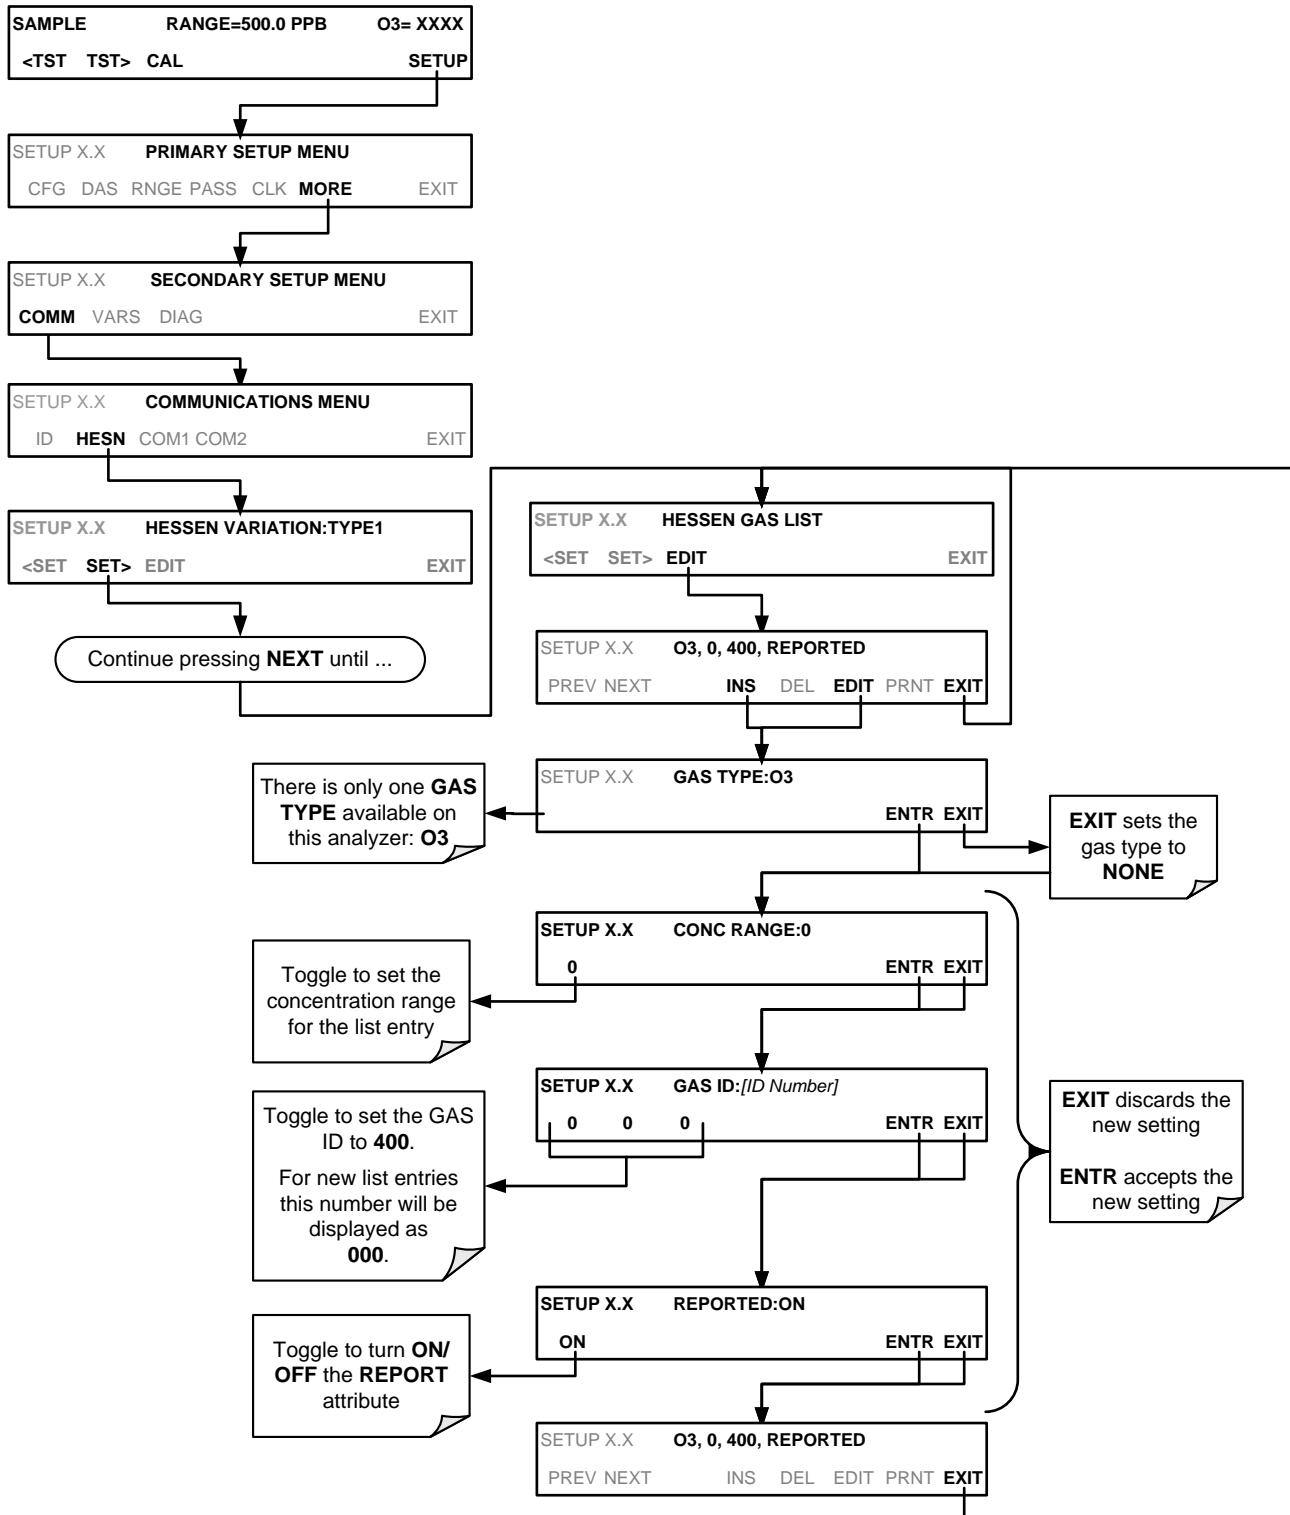 SAMPLE RANGE=500.0 PPB O3= XXXX
<TST TST> CAL SETUP
SETUP X.X PRIMARY SETUP MENU
CFG DAS RNGE PASS CLK MORE EXIT
SETUP X.X SECONDARY SETUP MENU
COMM VARS DIAG EXIT
SETUP X.X COMMUNICATIONS MENU
ID HESN COM1 COM2 EXIT
SETUP X.X HESSEN VARIATION:TYPE1
<SET SET> EDIT EXIT
Continue pressing NEXT until ...
SETUP X.X HESSEN GAS LIST
<SET SET> EDIT EXIT
SETUP X.X O3, 0, 400, REPORTED
PREV NEXT INS DEL EDIT PRNT EXIT
There is only one GAS
TYPE available on
this analyzer: O3
SETUP X.X GAS TYPE:O3
ENTR EXIT
EXIT sets the
gas type to
NONE
SETUP X.X CONC RANGE:0
0 ENTR EXIT
Toggle to set the
concentration range
for the list entry
SETUP X.X GAS ID:[ID Number]
0 0 0 ENTR EXIT
Toggle to set the GAS
ID to 400.
For new list entries
this number will be
displayed as
000.
EXIT discards the
new setting
ENTR accepts the
new setting
SETUP X.X REPORTED:ON
ON ENTR EXIT
Toggle to turn ON/
OFF the REPORT
attribute
SETUP X.X O3, 0, 400, REPORTED
PREV NEXT INS DEL EDIT PRNT EXIT